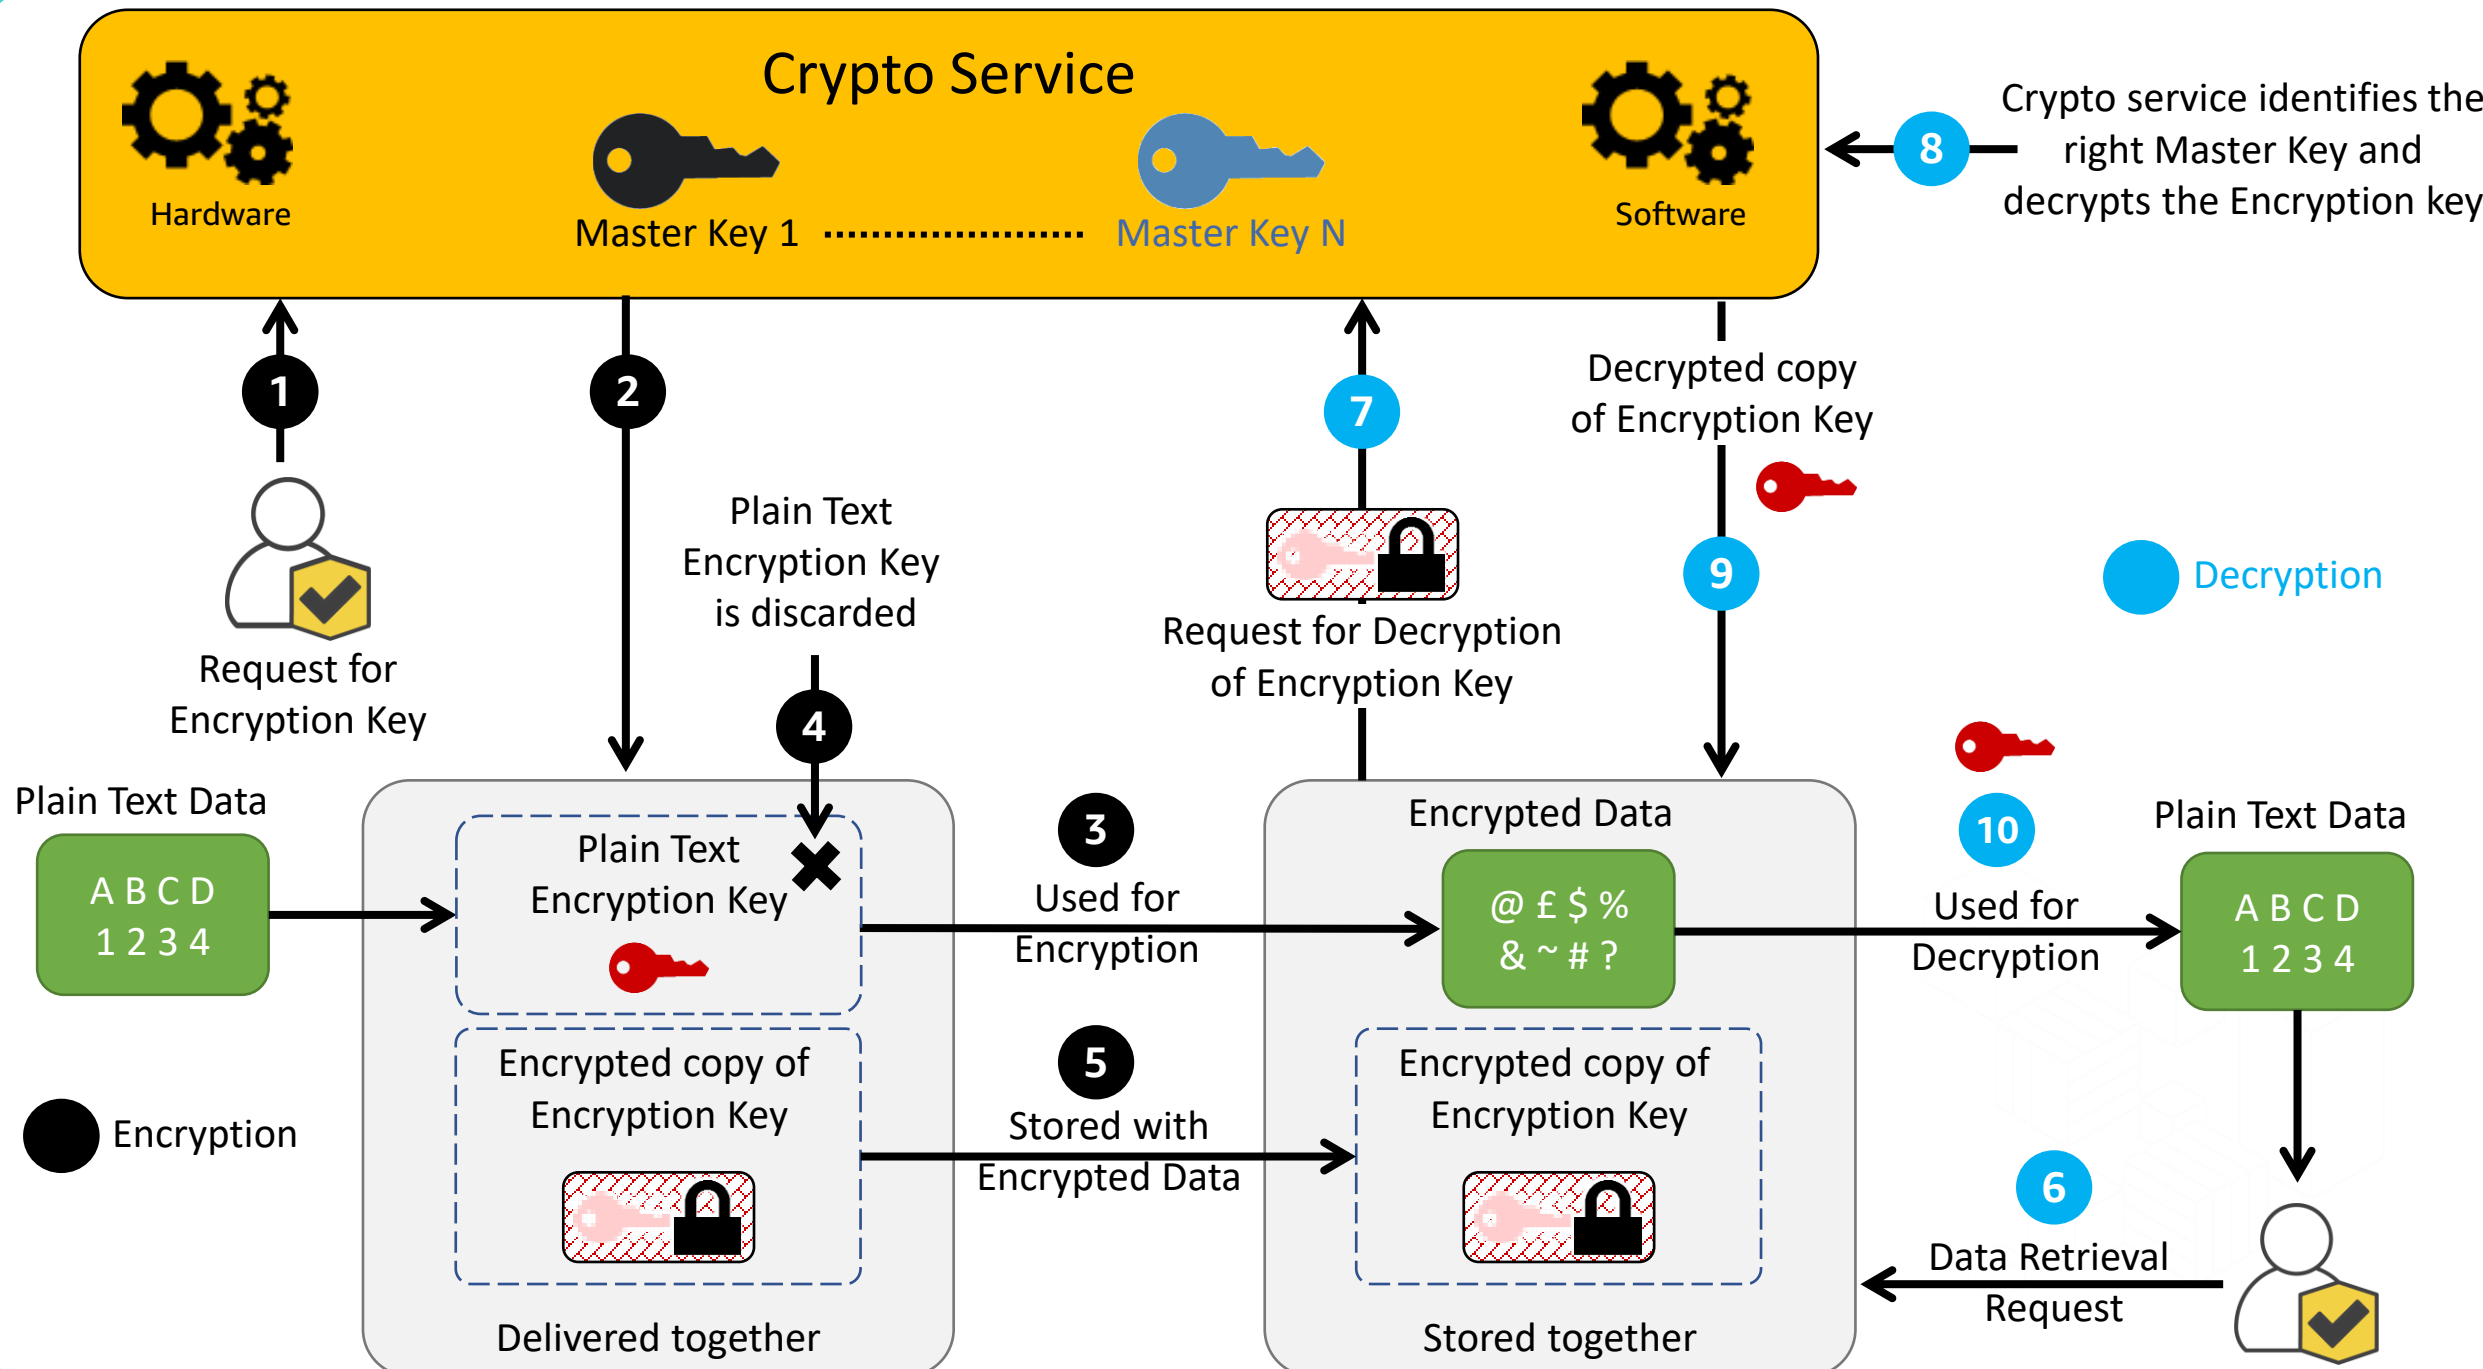 Crypto Service
Hardware
Master Key 1
Master Key N
Software
8
Crypto service identifies the
right Master Key and
decrypts the Encryption key
1
Request for
Encryption Key
2
Plain Text
Encryption Key
is discarded
4
7
Request for Decryption
of Encryption Key
Decrypted copy
of Encryption Key
9
Decryption
Plain Text Data
A B C D
1 2 3 4
Plain Text
Encryption Key
3
Used for
Encryption
Encrypted Data
@ £ $ %
& ~ # ?
10
Used for
Decryption
Plain Text Data
A B C D
1 2 3 4
Encryption
Encrypted copy of
Encryption Key
Delivered together
5
Stored with
Encrypted Data
Encrypted copy of
Encryption Key
Stored together
6
Data Retrieval
Request